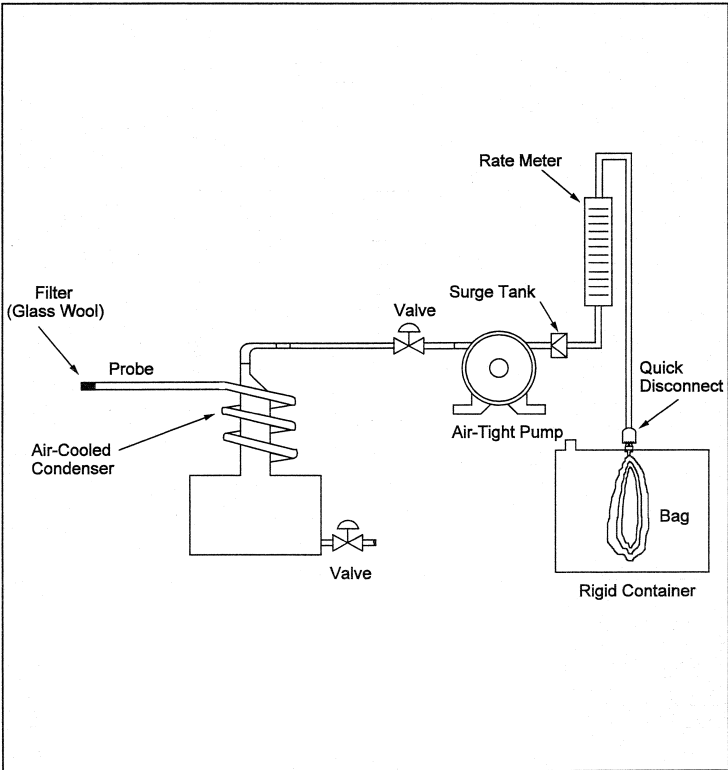 Rate Meter
Surge Tank
Valve
Filter
(Glass Wool)
Probe
Quick
Disconnect
Air-Tight Pump
Air-Cooled
Condenser
Bag
Valve
Rigid Container